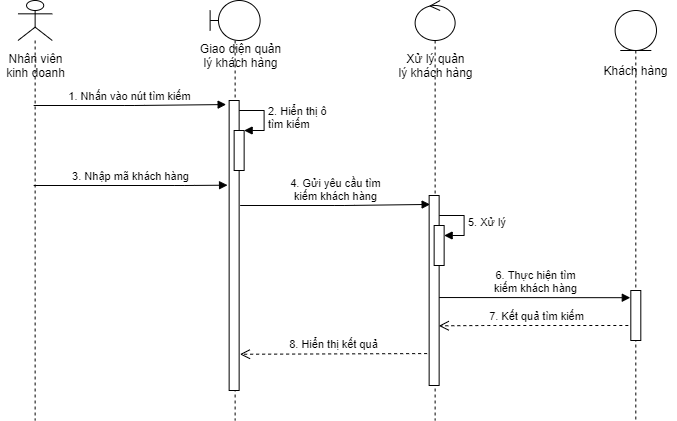 Nhân viên
kinh doanh
Giao diện quản
lý khách hàng
Xử lý quản
lý khách hàng
Khách hàng
1. Nhấn vào nút tìm kiếm
2. Hiển thị ô
tìm kiếm
3. Nhập mã khách hàng
4. Gửi yêu cầu tìm
kiếm khách hàng
5. Xử lý
6. Thực hiện tìm
kiếm khách hàng
7. Kết quả tìm kiếm
8. Hiển thị kết quả